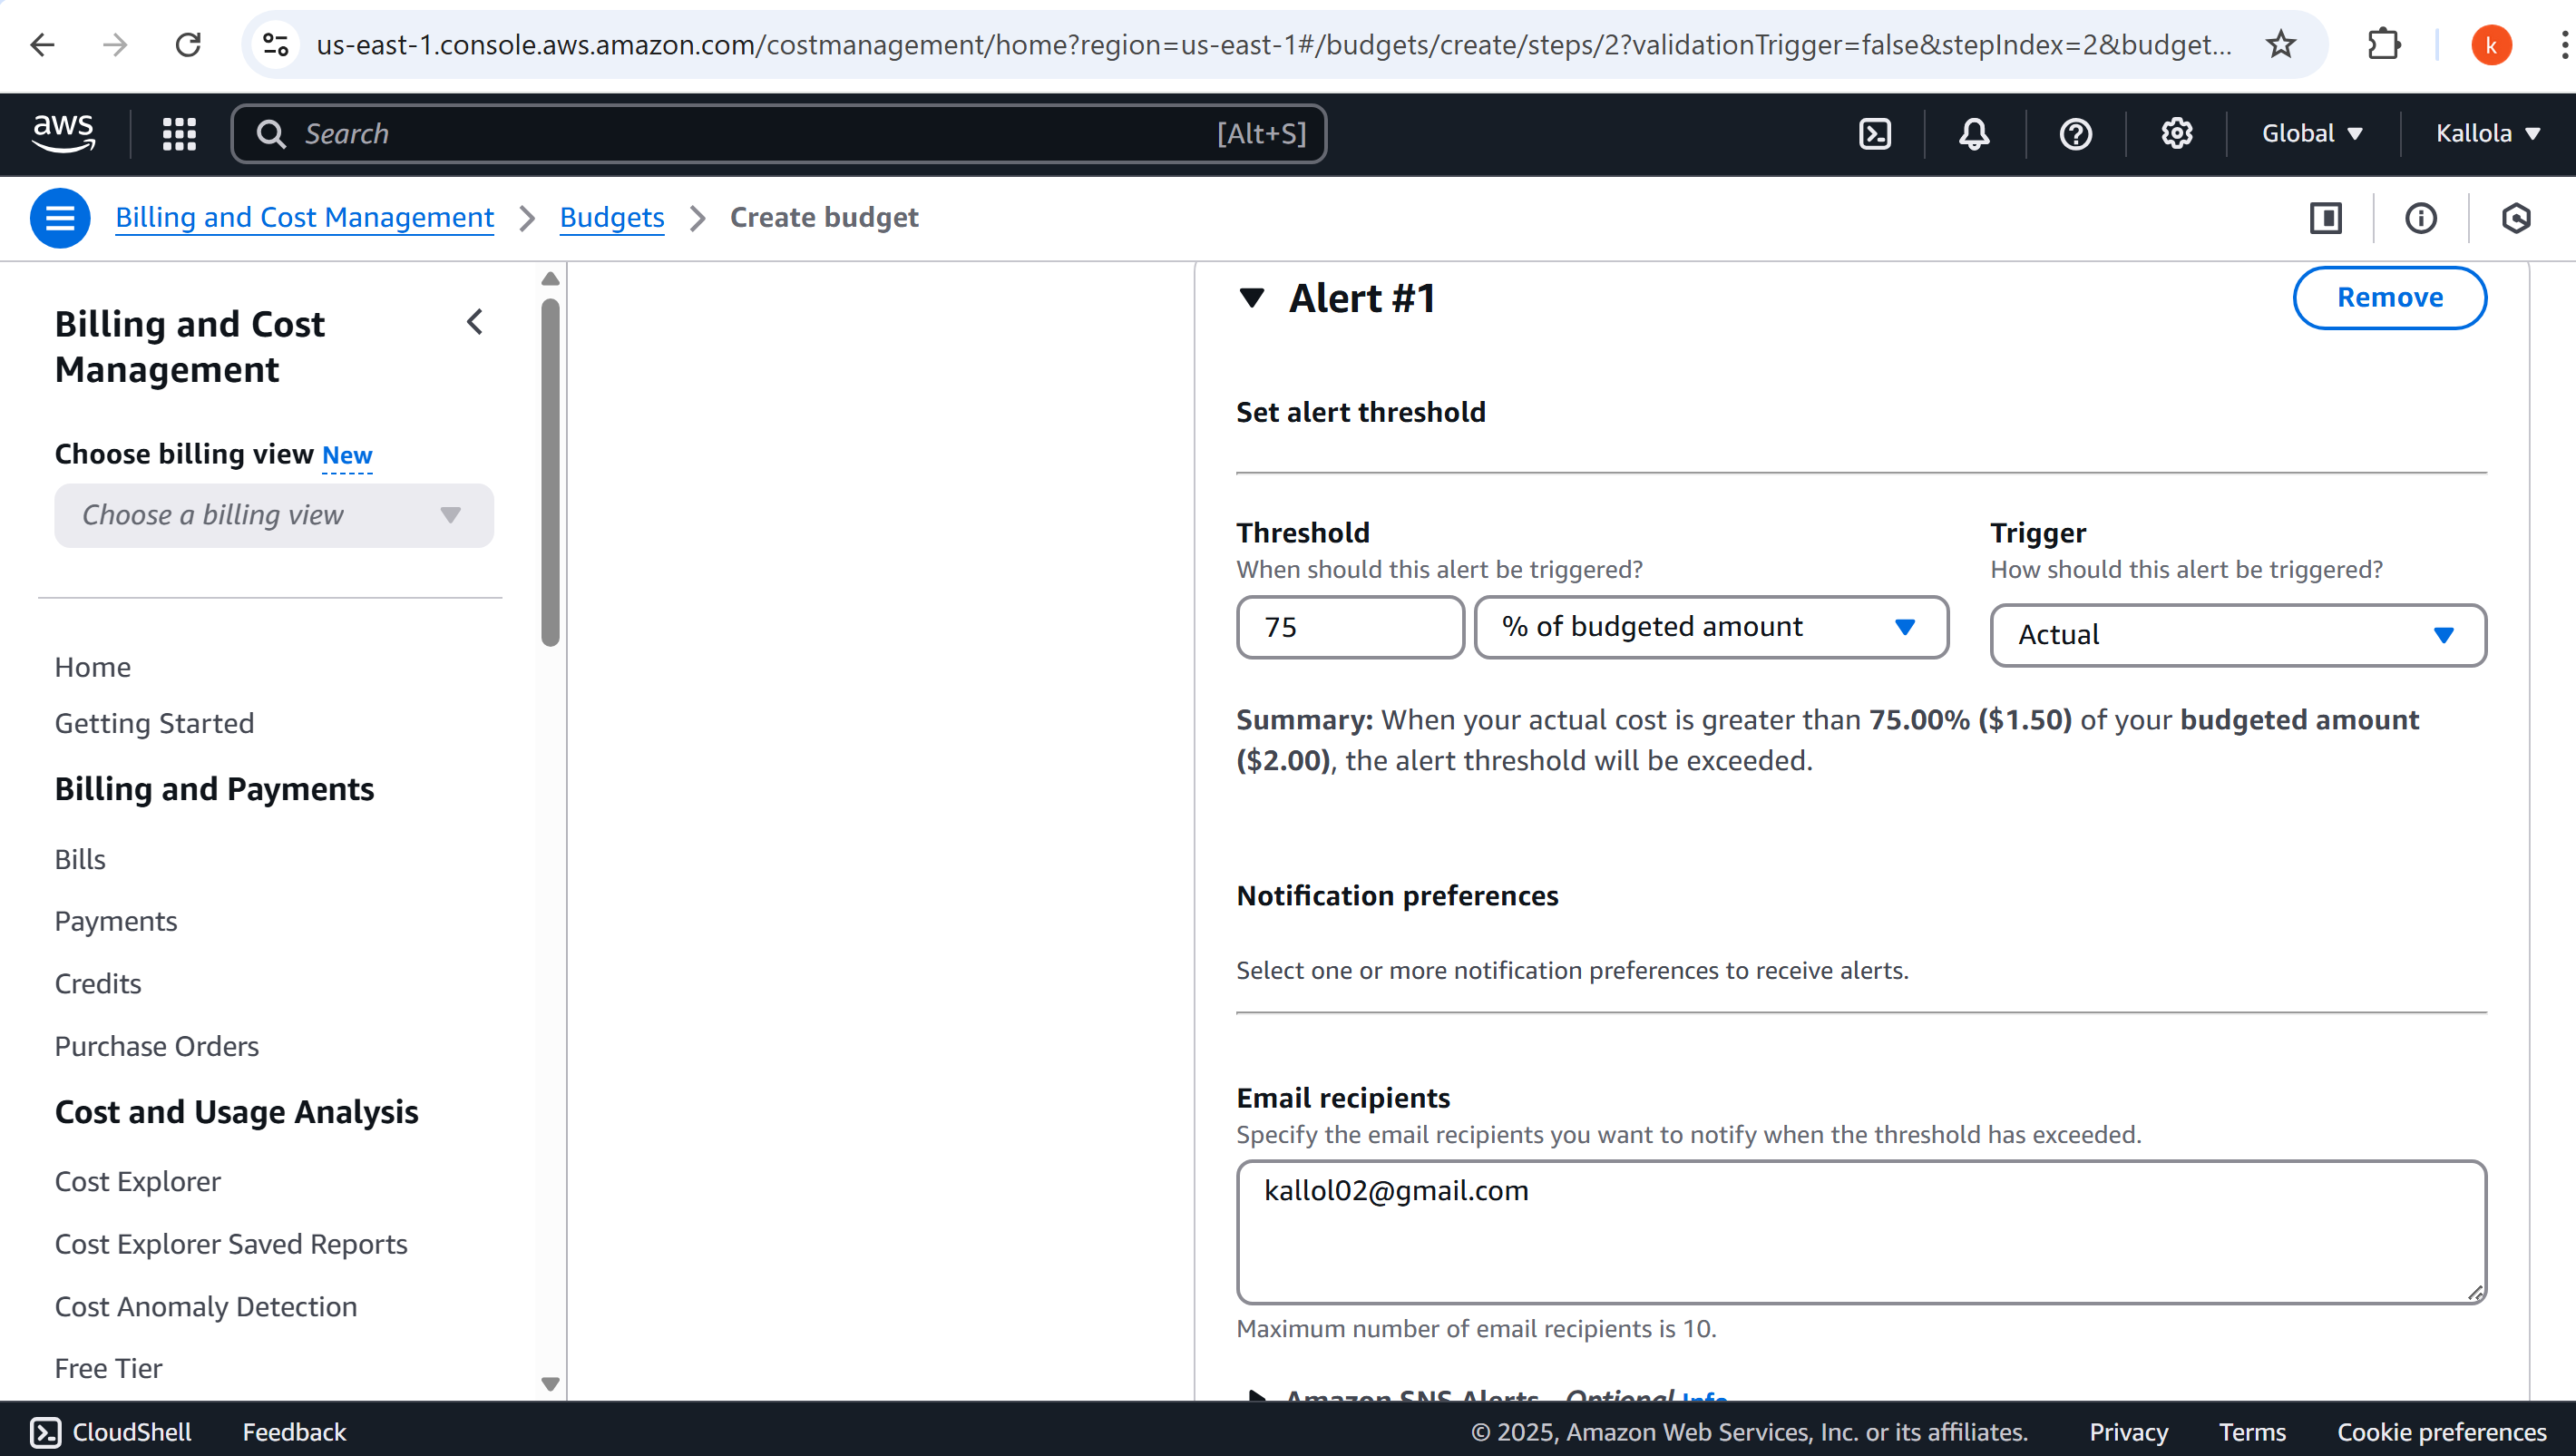 us-east-1.console.aws.amazon.com/costmanagement/home?region=us-east-1#/budgets/create/steps/2?validationTrigger=false&stepIndex=2&budget...
k
aws
Search
[Alt+S]
Global
Kallola
Billing and Cost Management
Budgets
Create budget
Billing and Cost
Management
Choose billing view New
Choose a billing view
Home
Getting Started
Billing and Payments
Bills
Payments
Credits
Purchase Orders
Cost and Usage Analysis
Cost Explorer
Cost Explorer Saved Reports
Cost Anomaly Detection
Free Tier
Alert #1
Remove
Set alert threshold
Threshold
When should this alert be triggered?
75
% of budgeted amount
Trigger
How should this alert be triggered?
Actual
Summary: When your actual cost is greater than 75.00% ($1.50) of your budgeted amount
($2.00), the alert threshold will be exceeded.
Notification preferences
Select one or more notification preferences to receive alerts.
Email recipients
Specify the email recipients you want to notify when the threshold has exceeded.
kallol02@gmail.com
Maximum number of email recipients is 10.
Amazon SNS Alerts - Optional Info
CloudShell
Feedback
© 2025, Amazon Web Services, Inc. or its affiliates.
Privacy
Terms
Cookie preferences